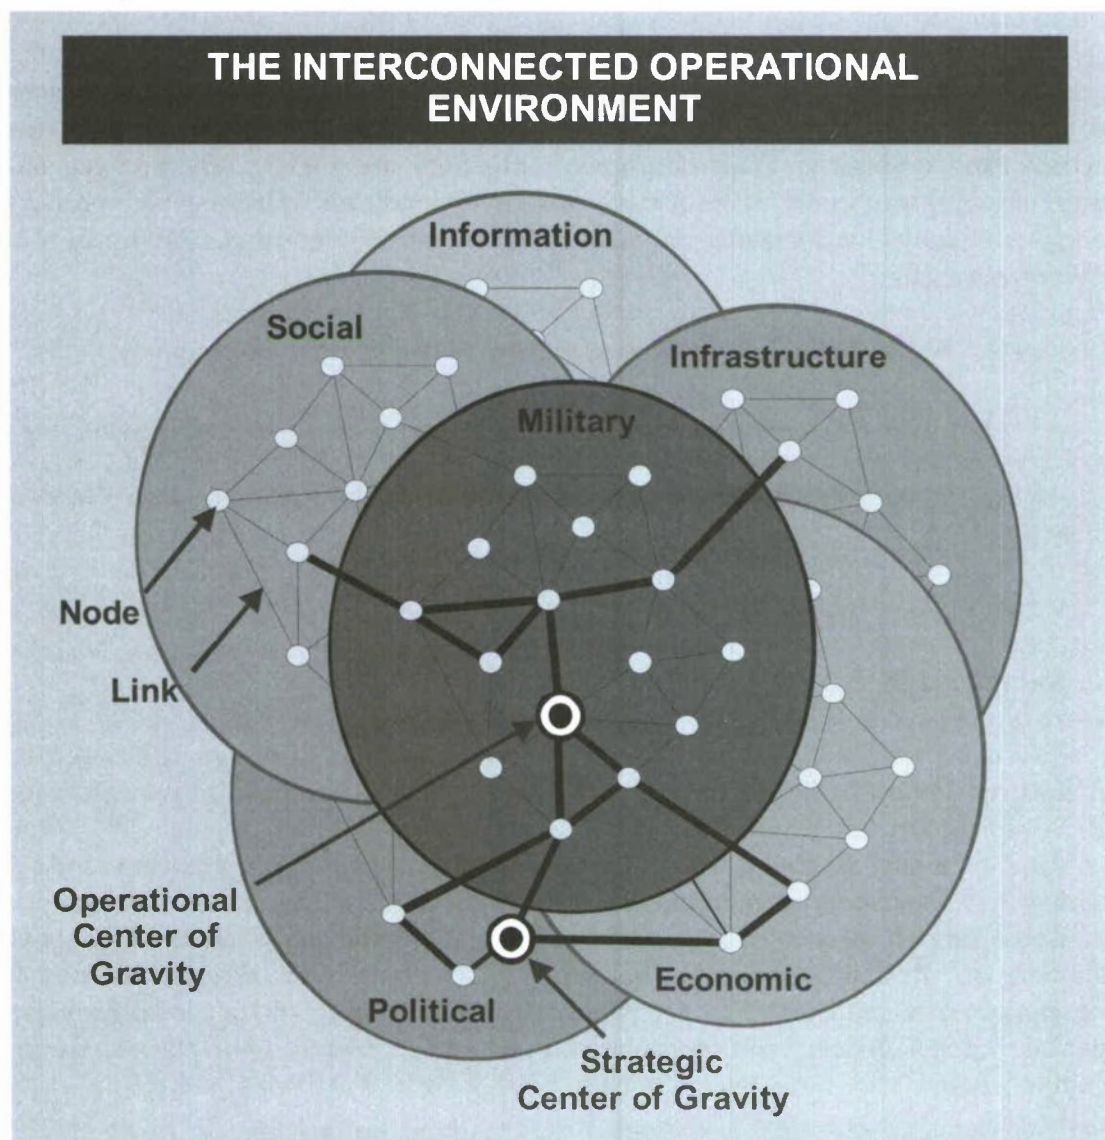 THE INTERCONNECTED OPERATIONAL
ENVIRONMENT
Information
Social
Infrastructure
Military
Node
Link
Operational
Center of
Gravity
Economic
Political
Strategic
Center of Gravity